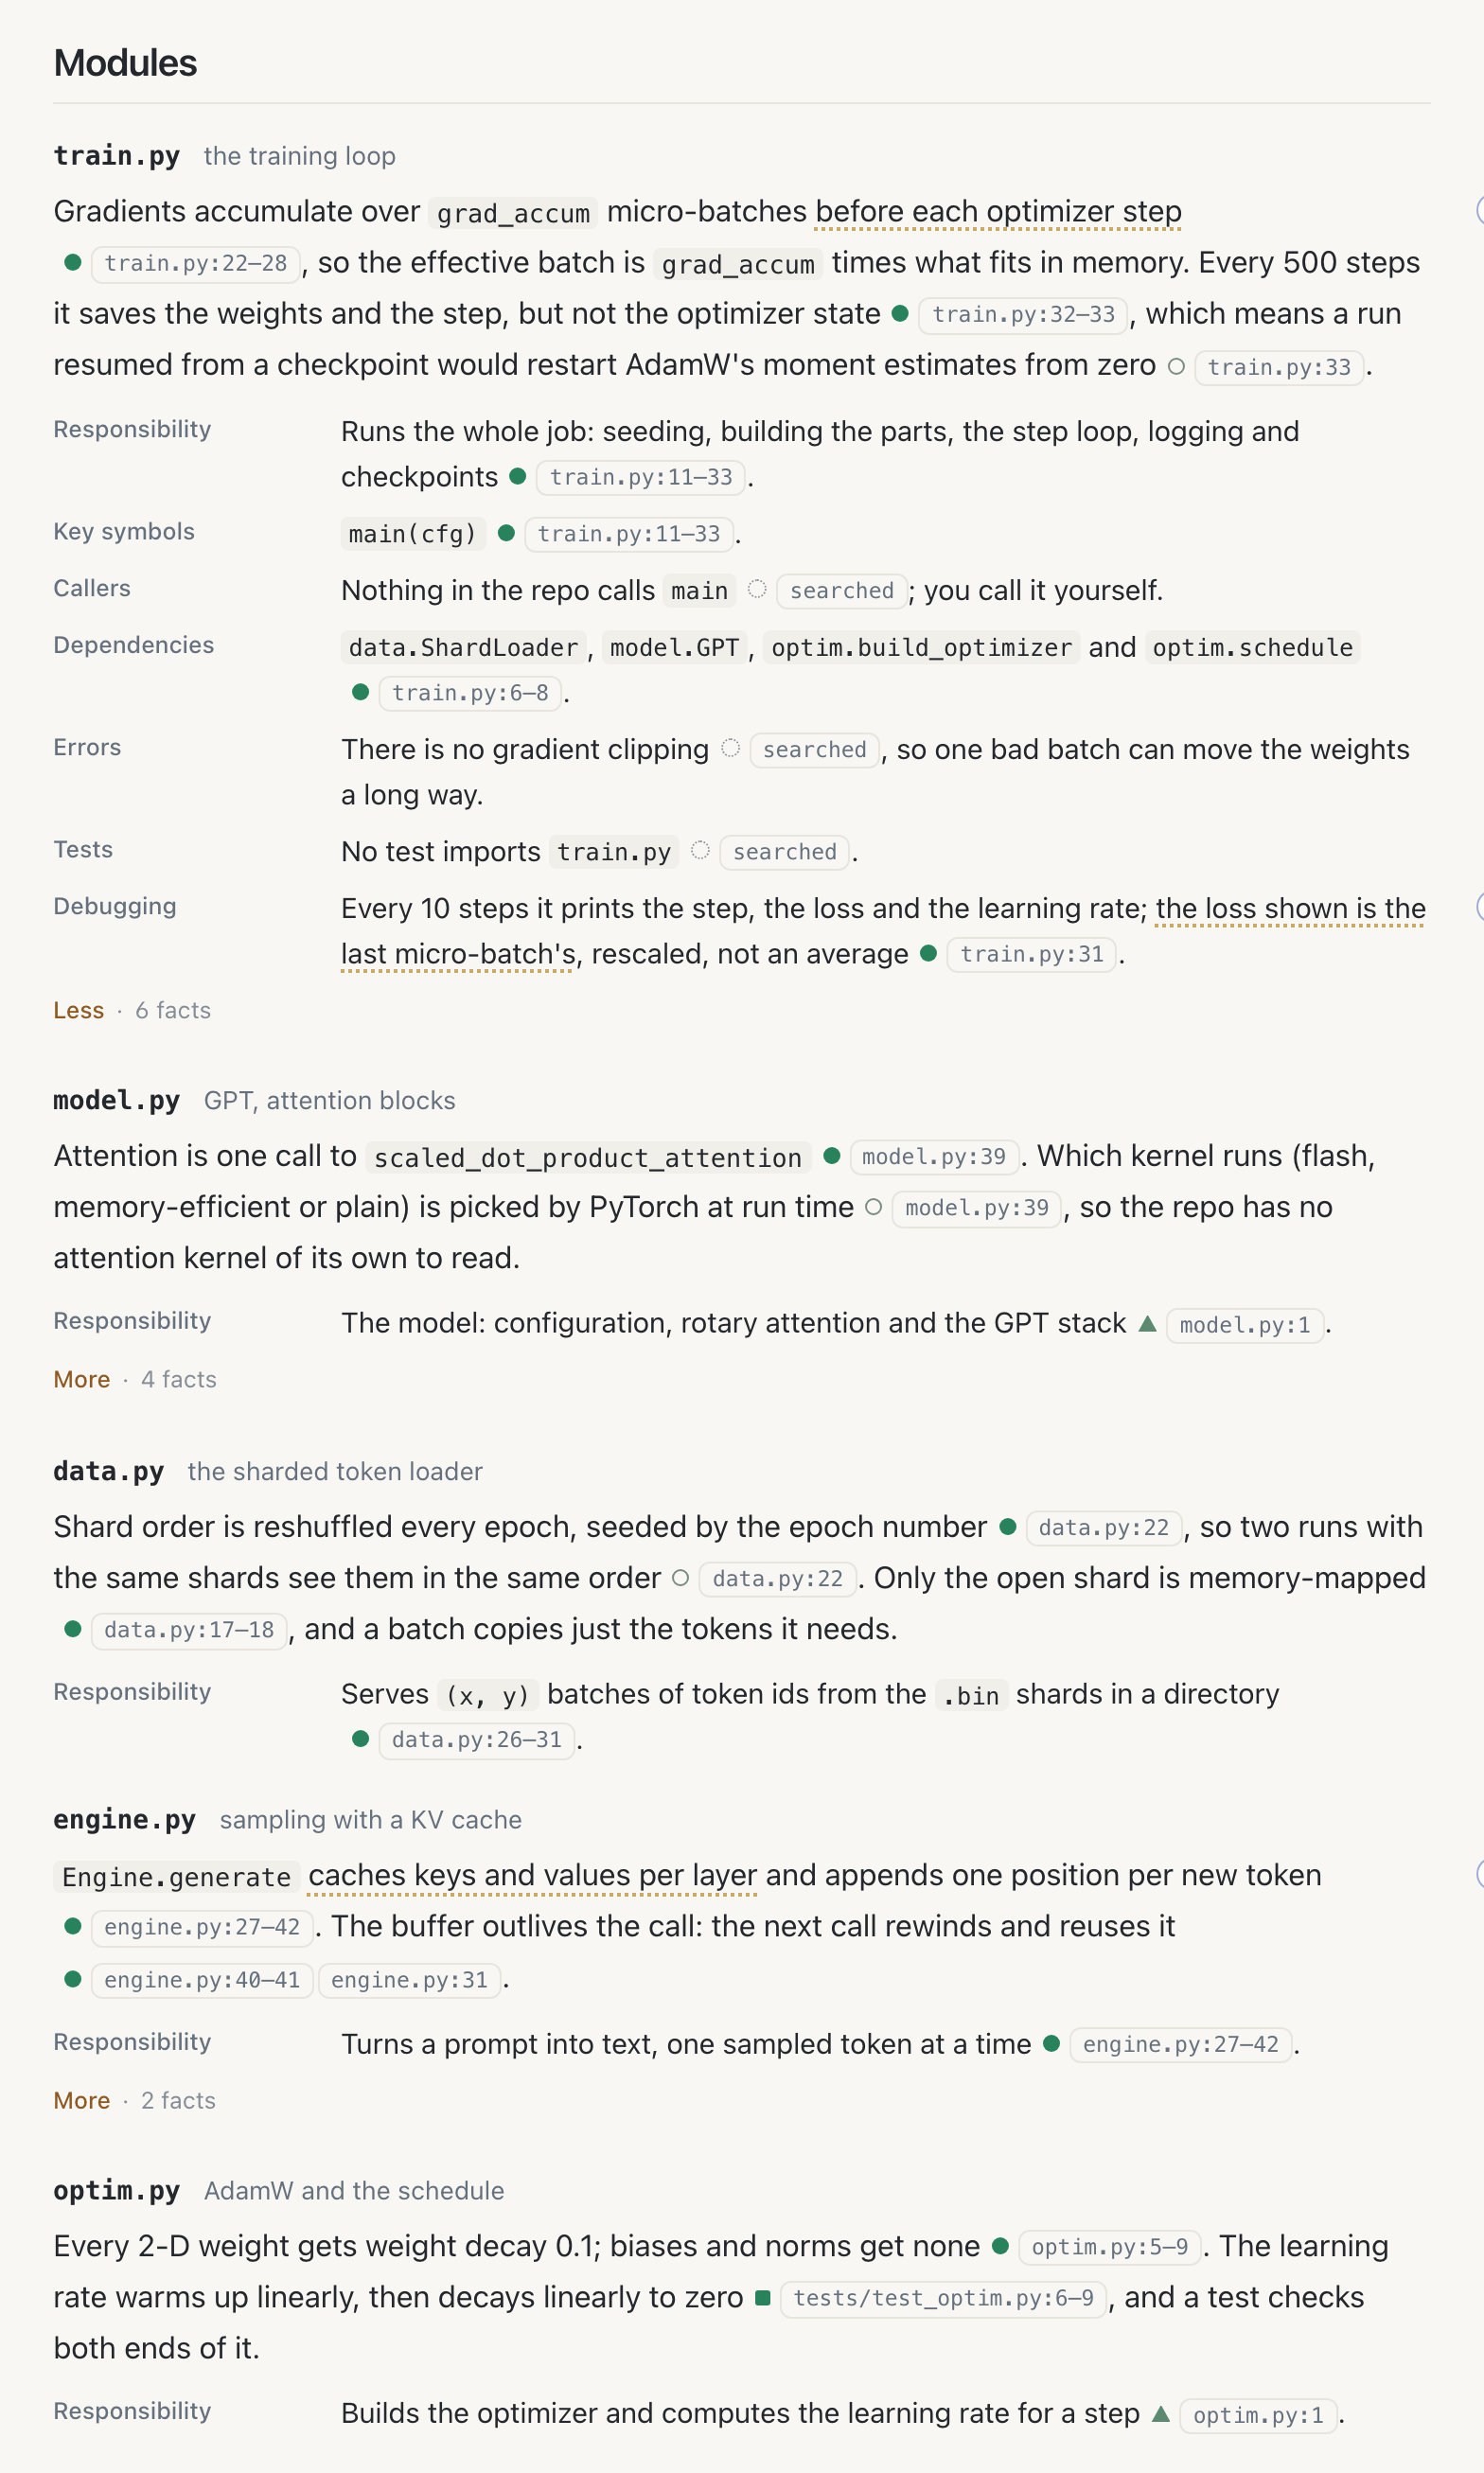 Modules
train.py the training loop
Gradients accumulate over grad_accum micro-batches before each optimizer step
train.py:22–28, so the effective batch is grad_accum times what fits in memory. Every 500 steps
it saves the weights and the step, but not the optimizer state train.py:32–33, which means a run
resumed from a checkpoint would restart AdamW's moment estimates from zero train.py:33.
Responsibility Runs the whole job: seeding, building the parts, the step loop, logging and
checkpoints train.py:11–33.
Key symbols main(cfg) train.py:11–33.
Callers Nothing in the repo calls main searched; you call it yourself.
Dependencies data.ShardLoader, model.GPT, optim.build_optimizer and optim.schedule
train.py:6–8.
Errors There is no gradient clipping searched, so one bad batch can move the weights
a long way.
Tests No test imports train.py searched.
Debugging Every 10 steps it prints the step, the loss and the learning rate; the loss shown is the
last micro-batch's, rescaled, not an average train.py:31.
Less · 6 facts
model.py GPT, attention blocks
Attention is one call to scaled_dot_product_attention model.py:39. Which kernel runs (flash,
memory-efficient or plain) is picked by PyTorch at run time model.py:39, so the repo has no
attention kernel of its own to read.
Responsibility The model: configuration, rotary attention and the GPT stack model.py:1.
More · 4 facts
data.py the sharded token loader
Shard order is reshuffled every epoch, seeded by the epoch number data.py:22, so two runs with
the same shards see them in the same order data.py:22. Only the open shard is memory-mapped
data.py:17–18, and a batch copies just the tokens it needs.
Responsibility Serves (x, y) batches of token ids from the .bin shards in a directory
data.py:26–31.
engine.py sampling with a KV cache
Engine.generate caches keys and values per layer and appends one position per new token
engine.py:27–42. The buffer outlives the call: the next call rewinds and reuses it
engine.py:40–41 engine.py:31.
Responsibility Turns a prompt into text, one sampled token at a time engine.py:27–42.
More · 2 facts
optim.py AdamW and the schedule
Every 2-D weight gets weight decay 0.1; biases and norms get none optim.py:5–9. The learning
rate warms up linearly, then decays linearly to zero tests/test_optim.py:6–9, and a test checks
both ends of it.
Responsibility Builds the optimizer and computes the learning rate for a step optim.py:1.